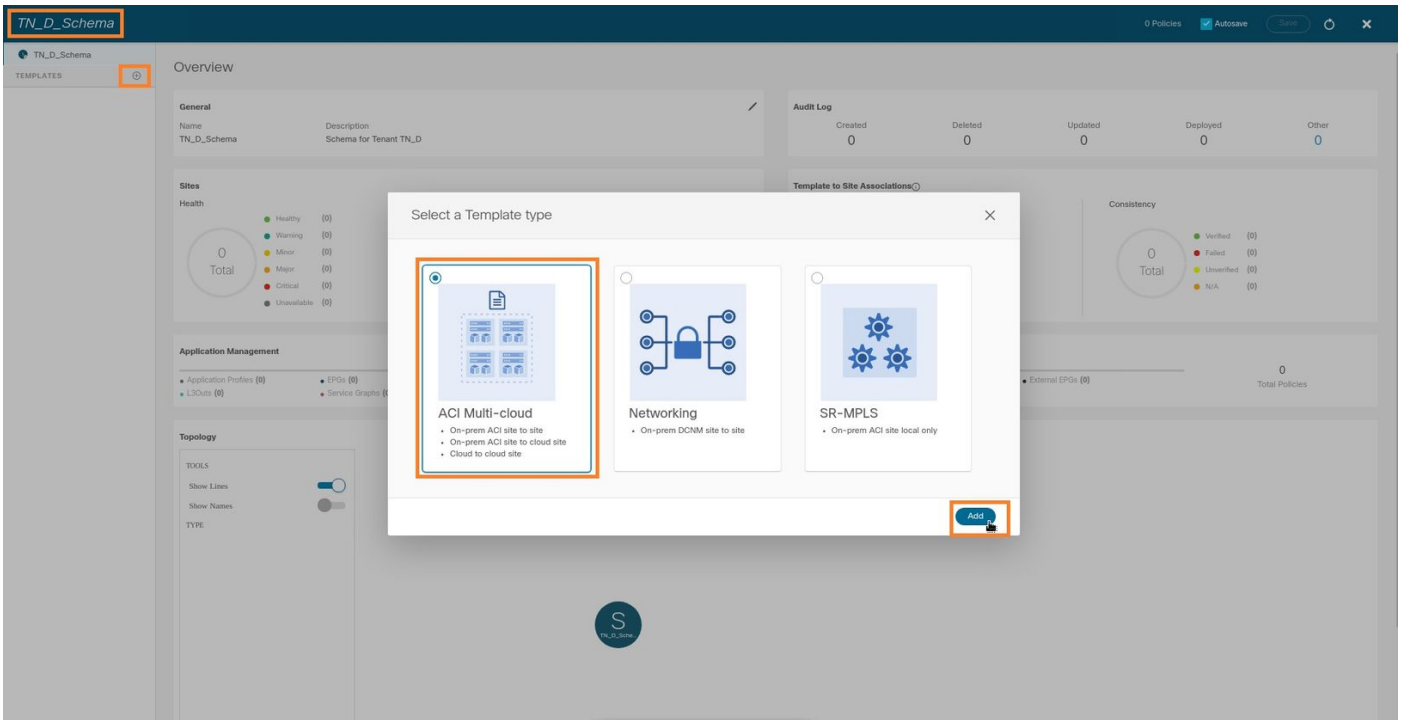 TN_D_Schema
0 Policies
Autosave
Save
TN_D_Schema
TEMPLATES
Overview
General
Name
Description
TN_D_Schema
Schema for Tenant TN_D
Audit Log
Created
Deleted
Updated
Deployed
Other
0
0
0
0
0
Sites
Health
0
Total
Healthy (0)
Warning (0)
Minor (0)
Major (0)
Critical (0)
Unavailable (0)
Template to Site Associations
Consistency
0
Total
Verified (0)
Failed (0)
Unverified (0)
N/A (0)
Select a Template type
ACI Multi-cloud
• On-prem ACI site to site
• On-prem ACI site to cloud site
• Cloud to cloud site
Networking
• On-prem DCNM site to site
SR-MPLS
• On-prem ACI site local only
Add
Application Management
Application Profiles (0)
EPGs (0)
L3Outs (0)
Service Graphs
External EPGs (0)
0
Total Policies
Topology
TOOLS
Show Lines
Show Names
TYPE
S
TN_D_Sche...